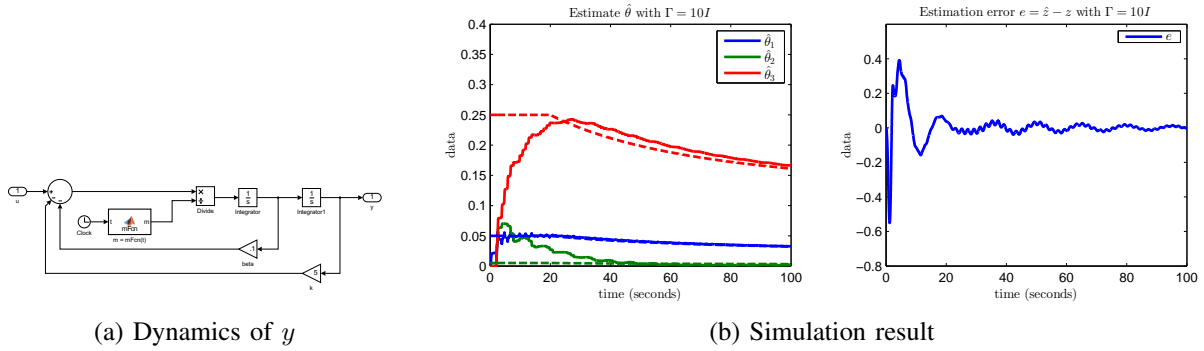 1
u
+
−
−
Clock
t
mFcn
m
m = mFcn(t)
×
÷
Divide
1/s
Integrator
1/s
Integrator1
1
y
.1
beta
5
k
(a) Dynamics of y
Estimate θ̂ with Γ = 10I
θ̂₁
θ̂₂
θ̂₃
data
0.4
0.35
0.3
0.25
0.2
0.15
0.1
0.05
0
0 20 40 60 80 100
time (seconds)
Estimation error e = ẑ − z with Γ = 10I
e
data
0.4
0.2
0
−0.2
−0.4
−0.6
−0.8
0 20 40 60 80 100
time (seconds)
(b) Simulation result